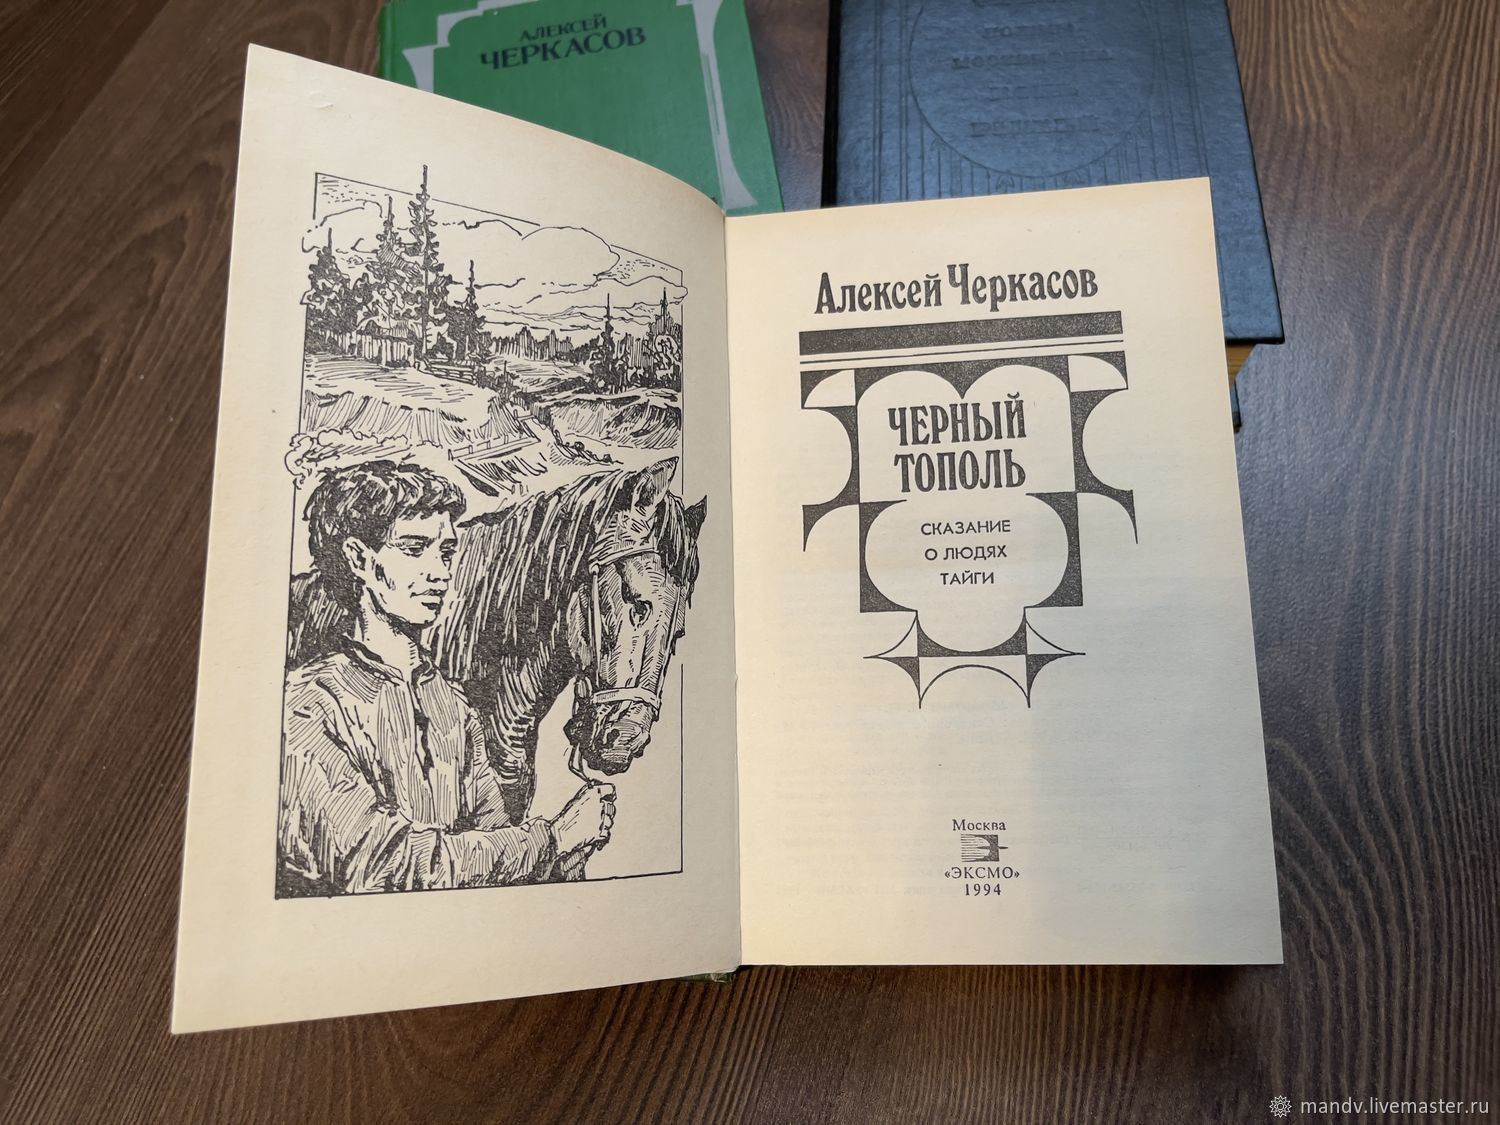 АЛЕКСЕЙ
ЧЕРКАСОВ
Алексей Черкасов
ЧЕРНЫЙ
ТОПОЛЬ
СКАЗАНИЕ
О ЛЮДЯХ
ТАЙГИ
Москва
«ЭКСМО»
1994
mandv.livemaster.ru